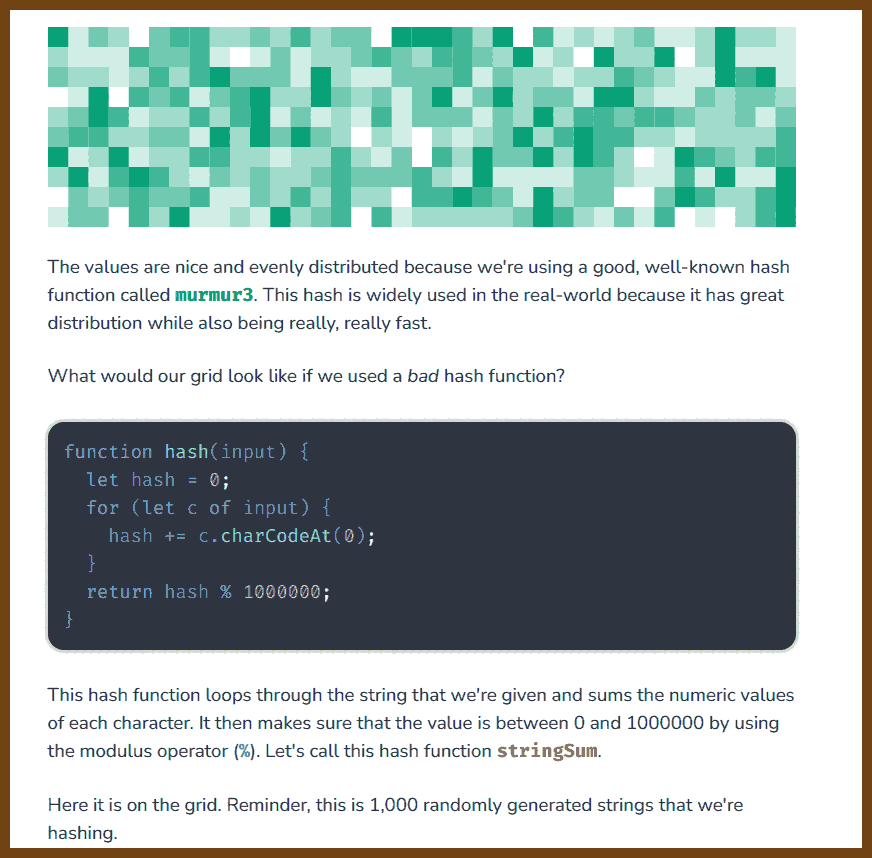 The values are nice and evenly distributed because we're using a good, well-known hash
function called murmur3. This hash is widely used in the real-world because it has great
distribution while also being really, really fast.
What would our grid look like if we used a bad hash function?
function hash(input) {
  let hash = 0;
  for (let c of input) {
    hash += c.charCodeAt(0);
  }
  return hash % 1000000;
}
This hash function loops through the string that we're given and sums the numeric values
of each character. It then makes sure that the value is between 0 and 1000000 by using
the modulus operator (%). Let's call this hash function stringSum.
Here it is on the grid. Reminder, this is 1,000 randomly generated strings that we're
hashing.